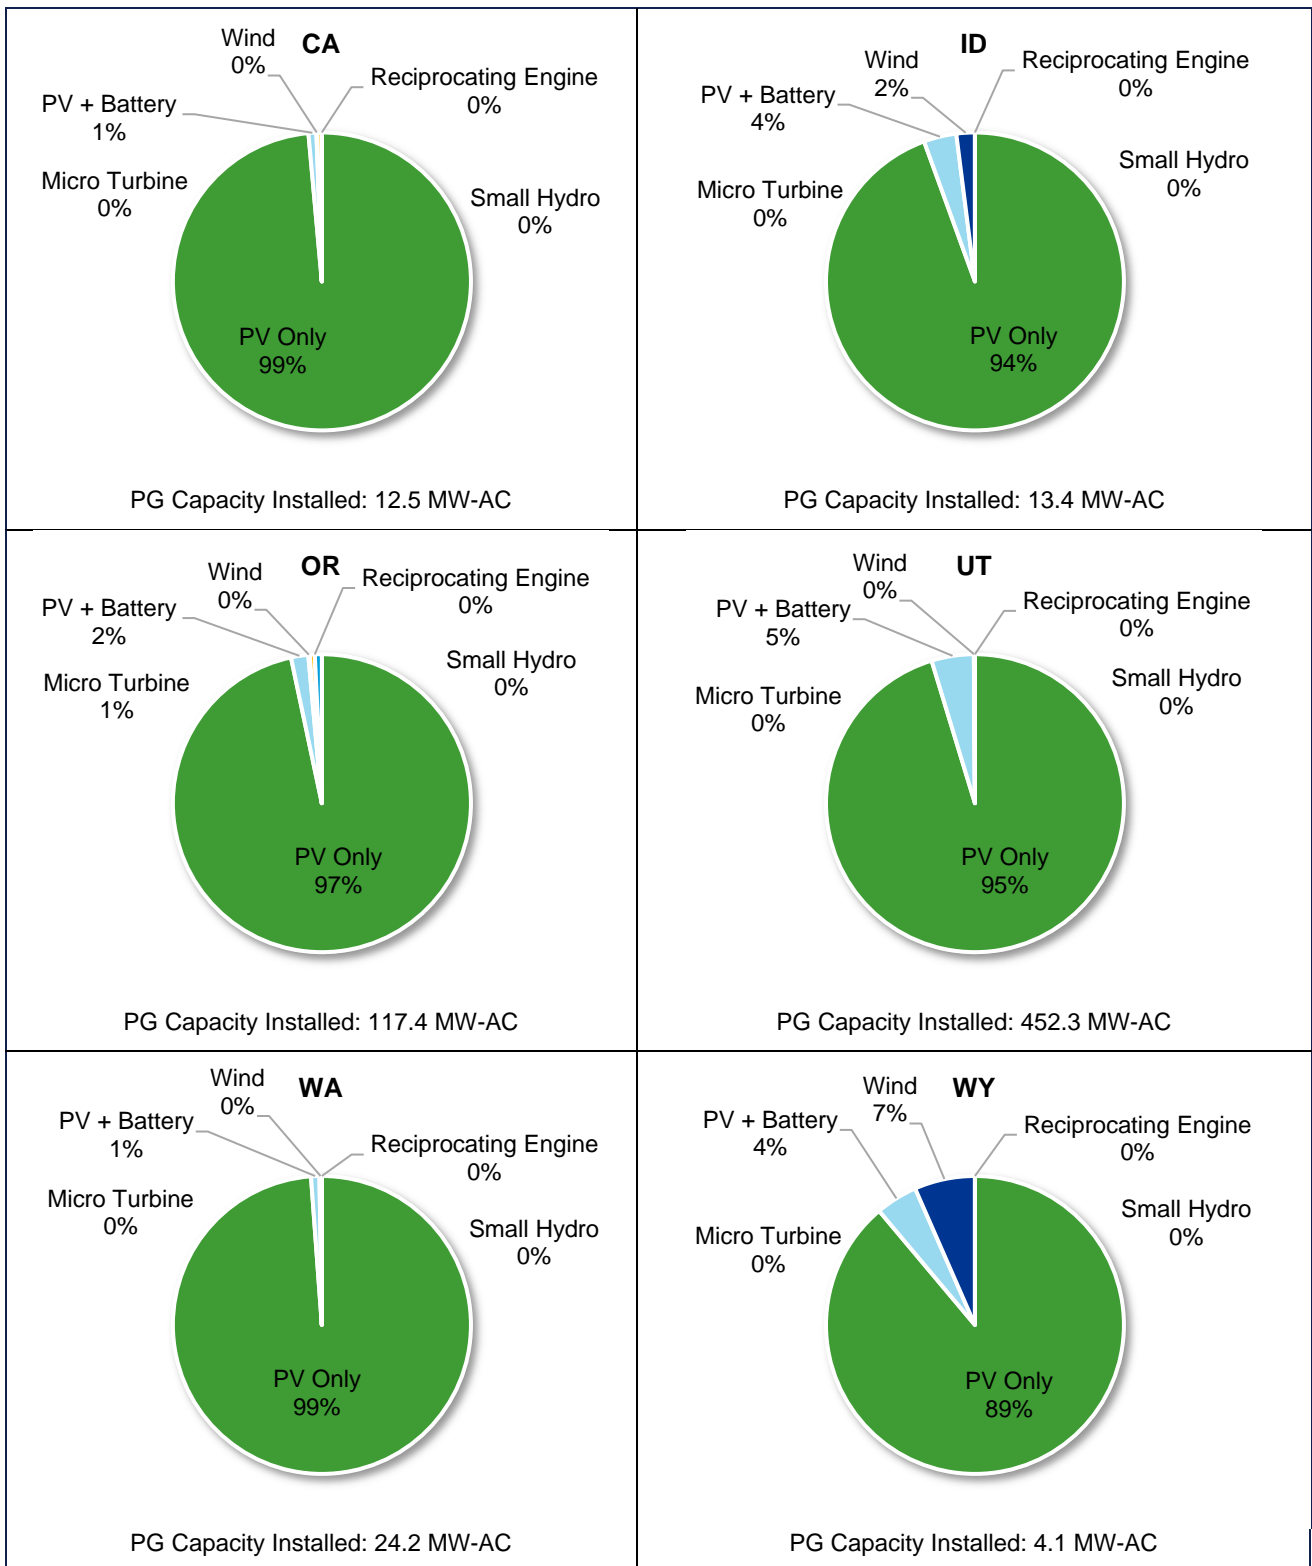 CA
Wind
0%
Reciprocating Engine
0%
PV + Battery
1%
Micro Turbine
0%
Small Hydro
0%
PV Only
99%
PG Capacity Installed: 12.5 MW-AC
ID
Wind
2%
Reciprocating Engine
0%
PV + Battery
4%
Micro Turbine
0%
Small Hydro
0%
PV Only
94%
PG Capacity Installed: 13.4 MW-AC
OR
Wind
0%
Reciprocating Engine
0%
PV + Battery
2%
Micro Turbine
1%
Small Hydro
0%
PV Only
97%
PG Capacity Installed: 117.4 MW-AC
UT
Wind
0%
Reciprocating Engine
0%
PV + Battery
5%
Micro Turbine
0%
Small Hydro
0%
PV Only
95%
PG Capacity Installed: 452.3 MW-AC
WA
Wind
0%
Reciprocating Engine
0%
PV + Battery
1%
Micro Turbine
0%
Small Hydro
0%
PV Only
99%
PG Capacity Installed: 24.2 MW-AC
WY
Wind
7%
Reciprocating Engine
0%
PV + Battery
4%
Micro Turbine
0%
Small Hydro
0%
PV Only
89%
PG Capacity Installed: 4.1 MW-AC